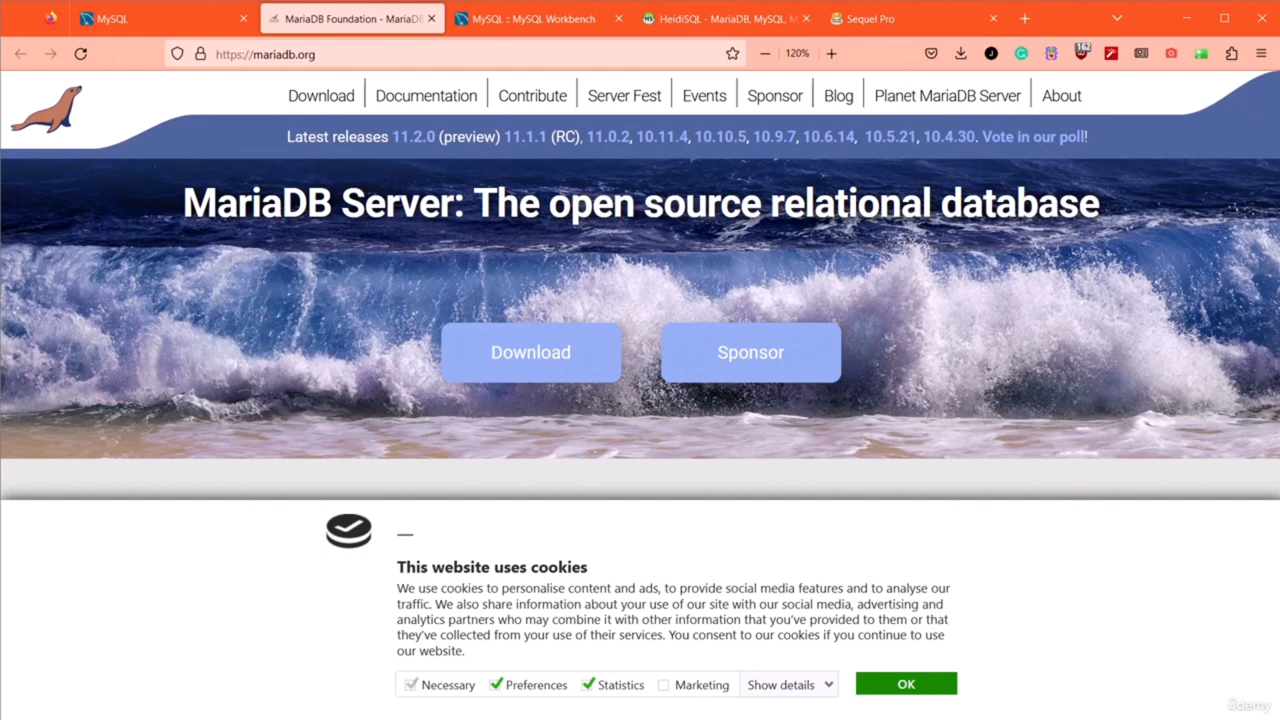 MySQL
MariaDB Foundation - MariaDB
MySQL :: MySQL Workbench
HeidiSQL - MariaDB, MySQL, M
Sequel Pro
https://mariadb.org
120%
162
Download
Documentation
Contribute
Server Fest
Events
Sponsor
Blog
Planet MariaDB Server
About
Latest releases 11.2.0 (preview) 11.1.1 (RC), 11.0.2, 10.11.4, 10.10.5, 10.9.7, 10.6.14, 10.5.21, 10.4.30. Vote in our poll!
MariaDB Server: The open source relational database
Download
Sponsor
This website uses cookies
We use cookies to personalise content and ads, to provide social media features and to analyse our
traffic. We also share information about your use of our site with our social media, advertising and
analytics partners who may combine it with other information that you've provided to them or that
they've collected from your use of their services. You consent to our cookies if you continue to use
our website.
Necessary
Preferences
Statistics
Marketing
Show details
OK
ûdemy